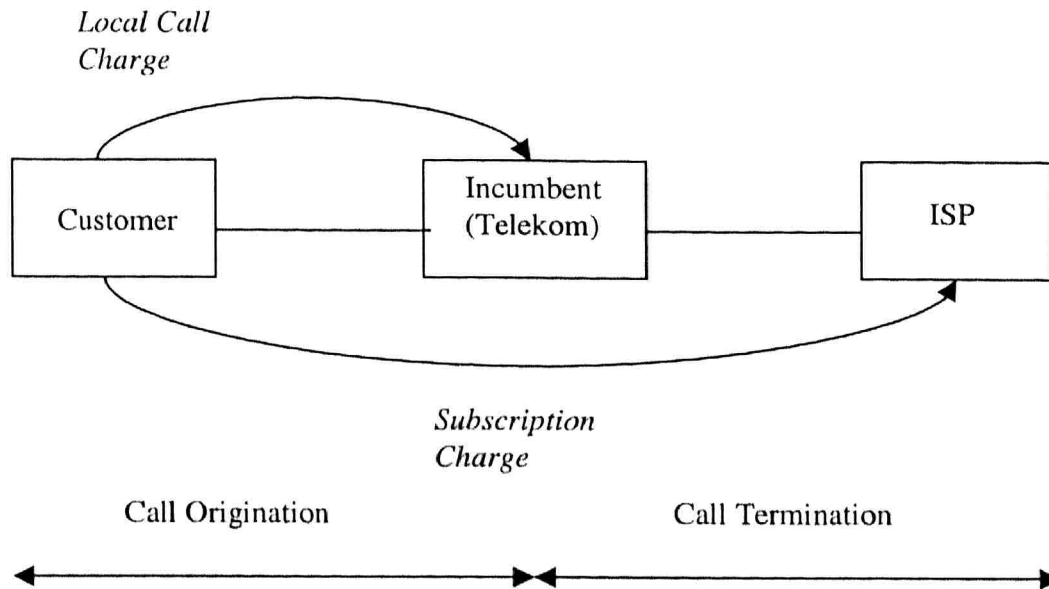 Local Call
Charge
Customer
Incumbent
(Telekom)
ISP
Subscription
Charge
Call Origination
Call Termination